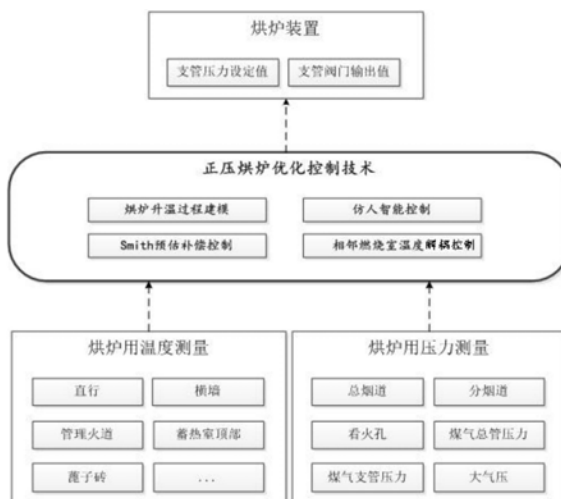 烘炉装置
支管压力设定值 支管阀门输出值
正压烘炉优化控制技术
烘炉升温过程建模 仿人智能控制
Smith预估补偿控制 相邻燃烧室温度解耦控制
烘炉用温度测量 烘炉用压力测量
直行 横墙 总烟道 分烟道
管理火道 蓄热室顶部 看火孔 煤气总管压力
蓖子砖 ... 煤气支管压力 大气压